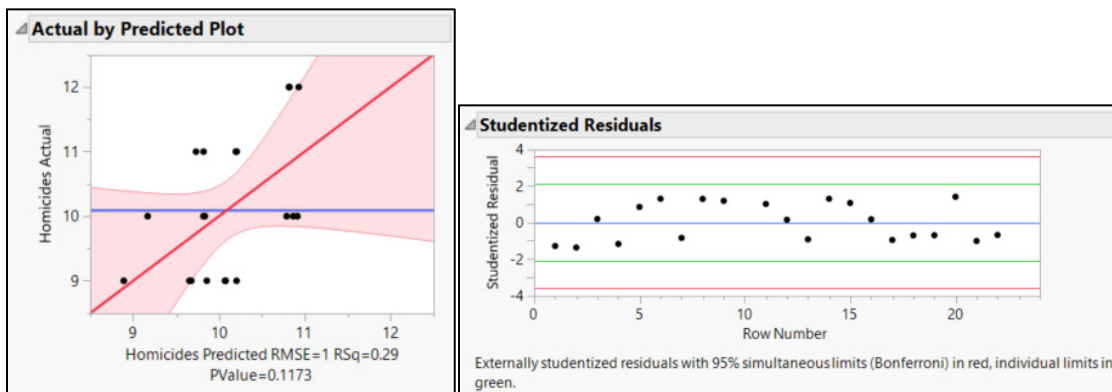 Actual by Predicted Plot
12
11
10
9
Homicides Actual
9 10 11 12
Homicides Predicted RMSE=1 RSq=0.29
PValue=0.1173
Studentized Residuals
4
2
0
-2
-4
Studentized Residual
0 5 10 15 20
Row Number
Externally studentized residuals with 95% simultaneous limits (Bonferroni) in red, individual limits in
green.